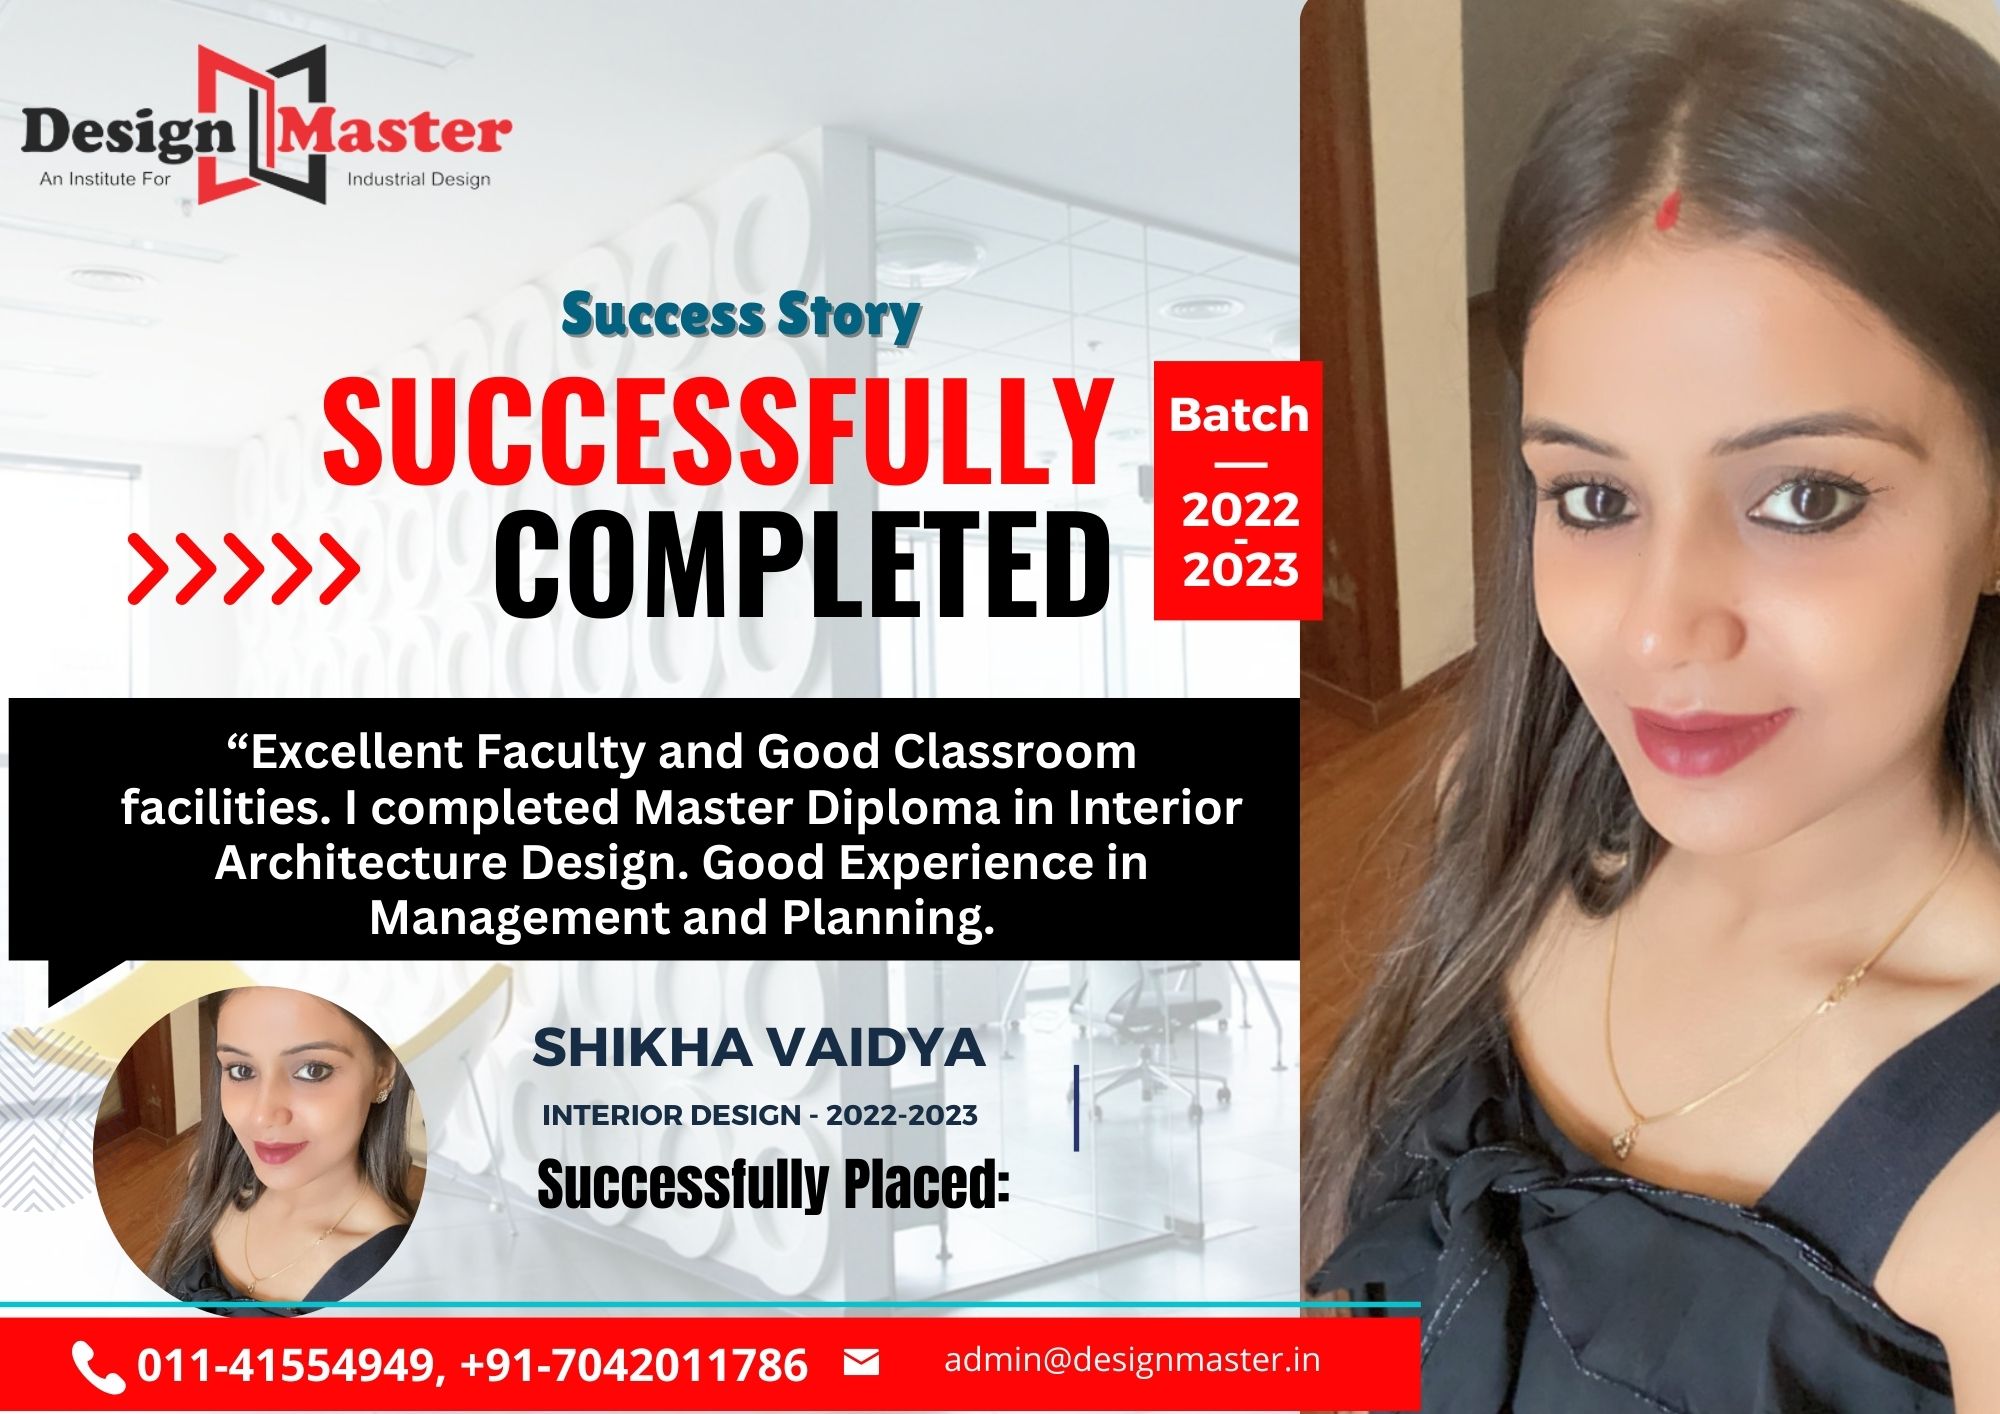 Design Master
An Institute For Industrial Design
Success Story
SUCCESSFULLY
COMPLETED
Batch
—
2022
-
2023
“Excellent Faculty and Good Classroom
facilities. I completed Master Diploma in Interior
Architecture Design. Good Experience in
Management and Planning.
SHIKHA VAIDYA
INTERIOR DESIGN - 2022-2023
Successfully Placed:
011-41554949, +91-7042011786
admin@designmaster.in